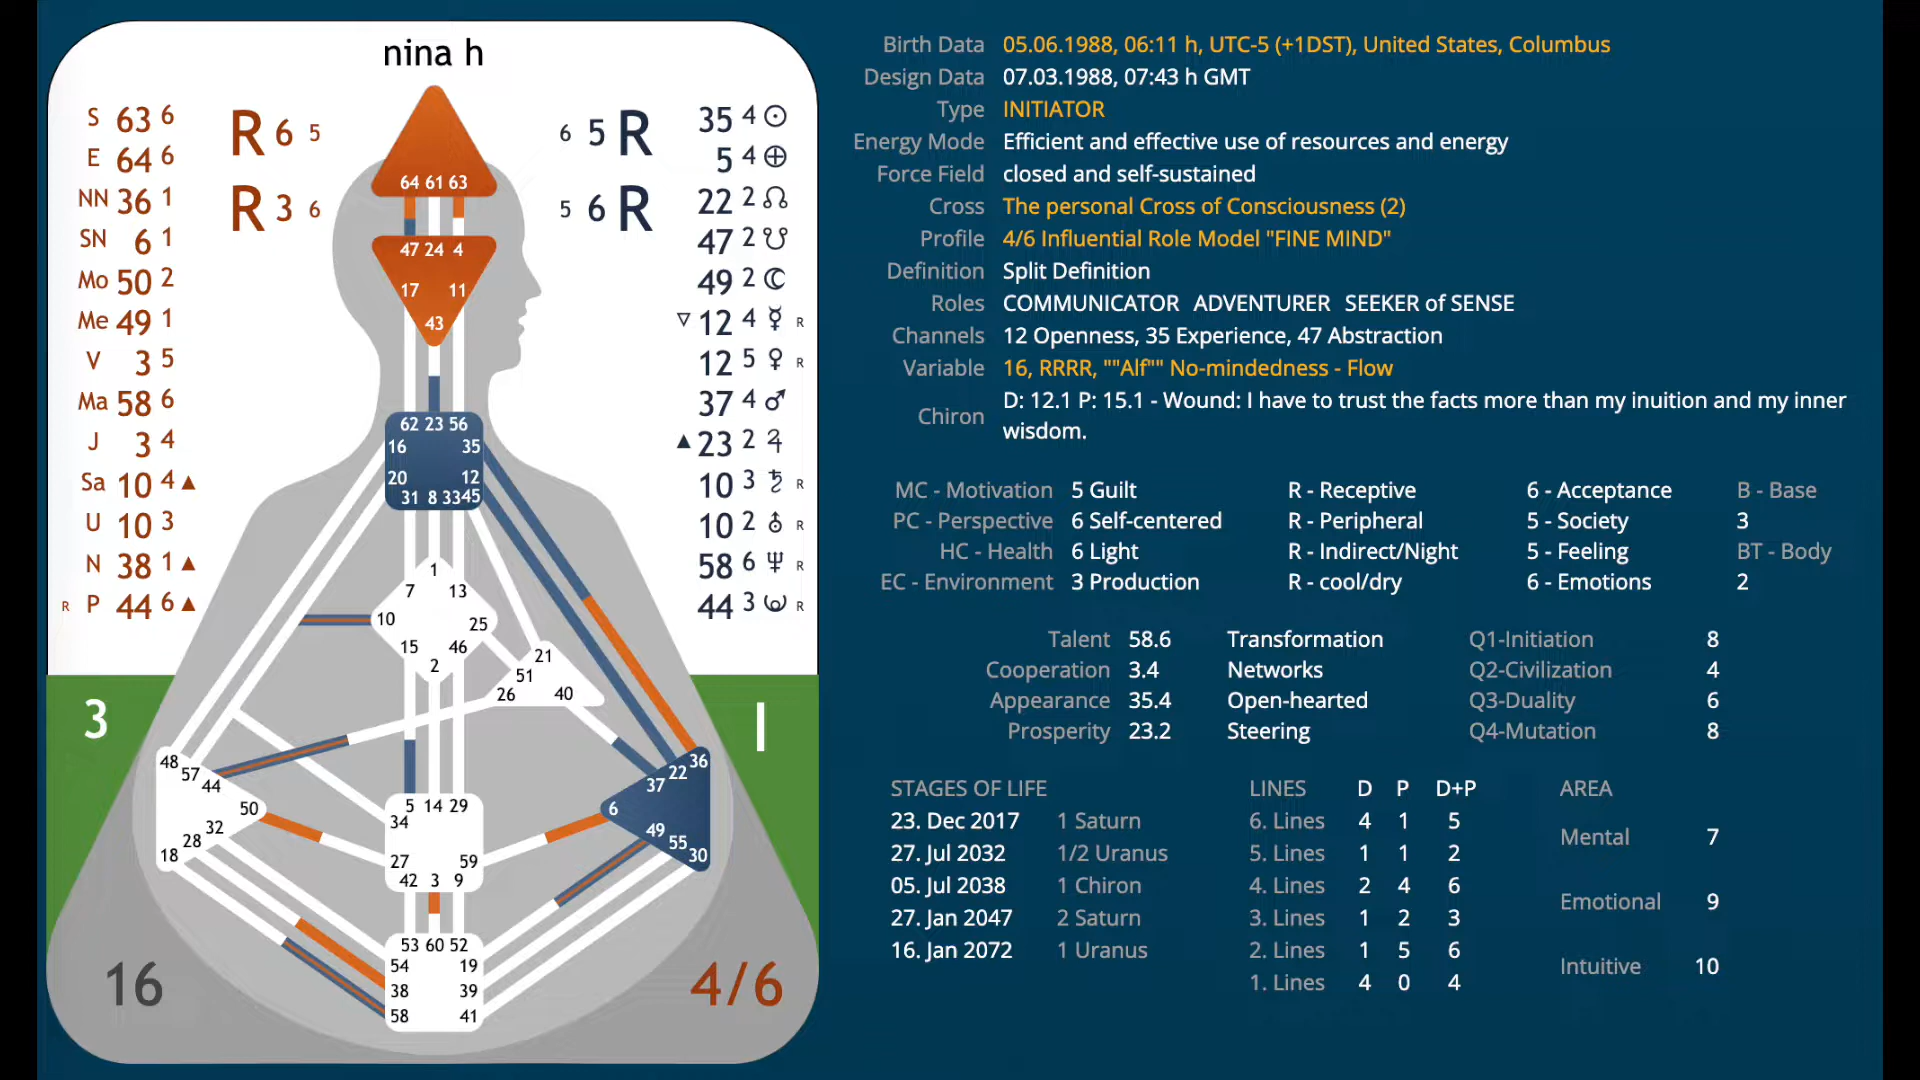 nina h
S 63 6
E 64 6
NN 36 1
SN 6 1
Mo 50 2
Me 49 1
V 3 5
Ma 58 6
J 3 4
Sa 10 4 ▲
U 10 3
N 38 1 ▲
R P 44 6 ▲
R 6 5
R 3 6
6 5 R
5 6 R
35 4 ☉
5 4 ⊕
22 2 ☊
47 2 ☋
49 2 ☾
▽ 12 4 ☿ R
12 5 ♀ R
37 4 ♂
▲ 23 2 ♃
10 3 ♄ R
10 2 ⛢ R
58 6 ♆ R
44 3 ♇ R
64 61 63
47 24 4
17 11
43
62 23 56
16 35
20 12
31 8 33 45
1
7 13
10 25
15 46
2
21
51
26 40
48
57
44
50
32
28
18
5 14 29
34
27 59
42 3 9
36
22
37
6
49
55
30
53 60 52
54 19
38 39
58 41
3
1
16
4/6
Birth Data 05.06.1988, 06:11 h, UTC-5 (+1DST), United States, Columbus
Design Data 07.03.1988, 07:43 h GMT
Type INITIATOR
Energy Mode Efficient and effective use of resources and energy
Force Field closed and self-sustained
Cross The personal Cross of Consciousness (2)
Profile 4/6 Influential Role Model "FINE MIND"
Definition Split Definition
Roles COMMUNICATOR ADVENTURER SEEKER of SENSE
Channels 12 Openness, 35 Experience, 47 Abstraction
Variable 16, RRRR, ""Alf"" No-mindedness - Flow
Chiron D: 12.1 P: 15.1 - Wound: I have to trust the facts more than my inuition and my inner
wisdom.
MC - Motivation 5 Guilt R - Receptive 6 - Acceptance B - Base
PC - Perspective 6 Self-centered R - Peripheral 5 - Society 3
HC - Health 6 Light R - Indirect/Night 5 - Feeling BT - Body
EC - Environment 3 Production R - cool/dry 6 - Emotions 2
Talent 58.6 Transformation Q1-Initiation 8
Cooperation 3.4 Networks Q2-Civilization 4
Appearance 35.4 Open-hearted Q3-Duality 6
Prosperity 23.2 Steering Q4-Mutation 8
STAGES OF LIFE
23. Dec 2017 1 Saturn
27. Jul 2032 1/2 Uranus
05. Jul 2038 1 Chiron
27. Jan 2047 2 Saturn
16. Jan 2072 1 Uranus
LINES D P D+P
6. Lines 4 1 5
5. Lines 1 1 2
4. Lines 2 4 6
3. Lines 1 2 3
2. Lines 1 5 6
1. Lines 4 0 4
AREA
Mental 7
Emotional 9
Intuitive 10